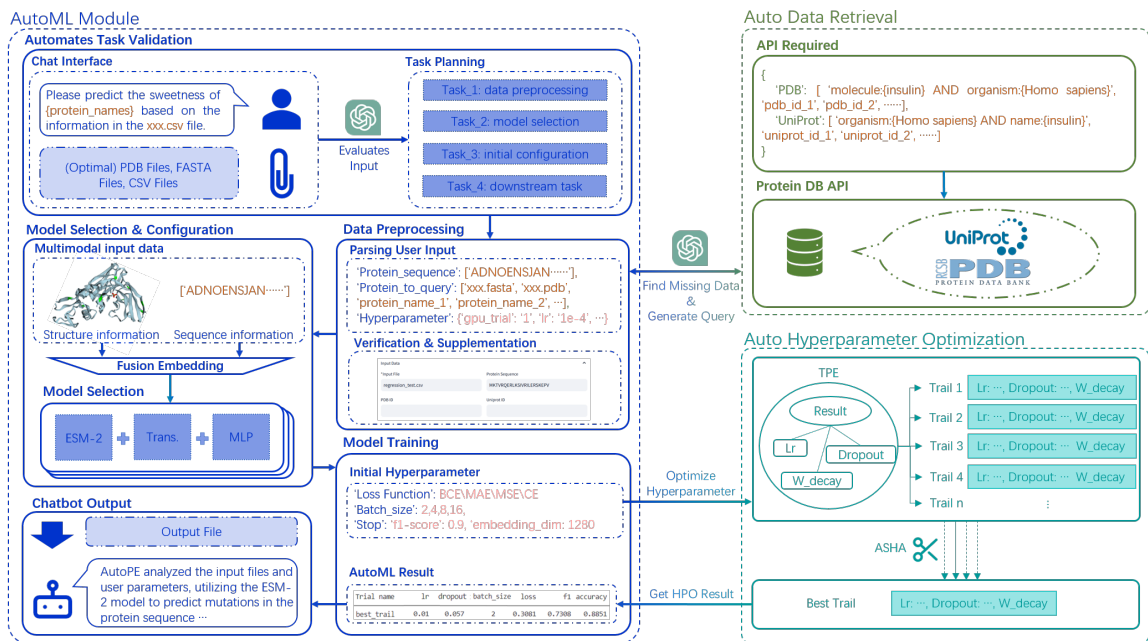 AutoML Module
Automates Task Validation
Chat Interface
Please predict the sweetness of
{protein_names} based on the
information in the xxx.csv file.
(Optimal) PDB Files, FASTA
Files, CSV Files
Evaluates
Input
Task Planning
Task_1: data preprocessing
Task_2: model selection
Task_3: initial configuration
Task_4: downstream task
Model Selection & Configuration
Multimodal input data
['ADNOENSJAN······']
Structure information
Sequence information
Fusion Embedding
Model Selection
ESM-2
Trans.
MLP
Data Preprocessing
Parsing User Input
'Protein_sequence': ['ADNOENSJAN······'],
'Protein_to_query': ['xxx.fasta', 'xxx.pdb',
'protein_name_1', 'protein_name_2', ···],
'Hyperparameter': {'gpu_trial': '1', 'lr': '1e-4', ···}
Verification & Supplementation
Input Data
*Input File
Protein Sequence
regression_test.csv
PDB ID
Uniprot ID
Model Training
Initial Hyperparameter
'Loss Function': BCE\MAE\MSE\CE
'Batch_size': 2,4,8,16,
'Stop': 'f1-score': 0.9, 'embedding_dim: 1280
AutoML Result
Trial name lr dropout batch_size loss f1 accuracy
best_trail 0.01 0.057 2 0.3081 0.7308 0.8851
Chatbot Output
Output File
AutoPE analyzed the input files and
user parameters, utilizing the ESM-
2 model to predict mutations in the
protein sequence ···
Find Missing Data
&
Generate Query
Optimize
Hyperparameter
Get HPO Result
Auto Data Retrieval
API Required
{
'PDB': [ 'molecule:{insulin} AND organism:{Homo sapiens}',
'pdb_id_1', 'pdb_id_2', ······],
'UniProt': [ 'organism:{Homo sapiens} AND name:{insulin}',
'uniprot_id_1', 'uniprot_id_2', ······]
}
Protein DB API
UniProt
RCSB
PDB
PROTEIN DATA BANK
Auto Hyperparameter Optimization
TPE
Result
Lr
Dropout
W_decay
Trail 1 Lr: ···, Dropout: ···, W_decay
Trail 2 Lr: ···, Dropout: ··· W_decay
Trail 3 Lr: ···, Dropout: ··· W_decay
Trail 4 Lr: ···, Dropout: ···, W_decay
Trail n ⋮
ASHA
Best Trail Lr: ···, Dropout: ···, W_decay